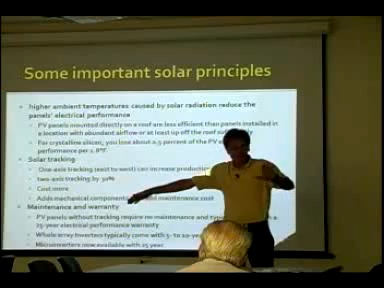 Some important solar principles
higher ambient temperatures caused by solar radiation reduce the
panels' electrical performance
PV panels mounted directly on a roof are less efficient than panels installed
in a location with abundant airflow or at least up off the roof
For crystalline silicon, you lose about 2.5 percent of the
performance per 1.8°F.
Solar tracking
One-axis tracking (east to west) can increase production
two-axis tracking by
Cost more
Adds mechanical components maintenance cost
Maintenance and warranty
PV panels without tracking require no maintenance and a
25-year electrical performance warranty
Whole array Inverters typically come with 5- to 10-
Microinverters now available with 25 year